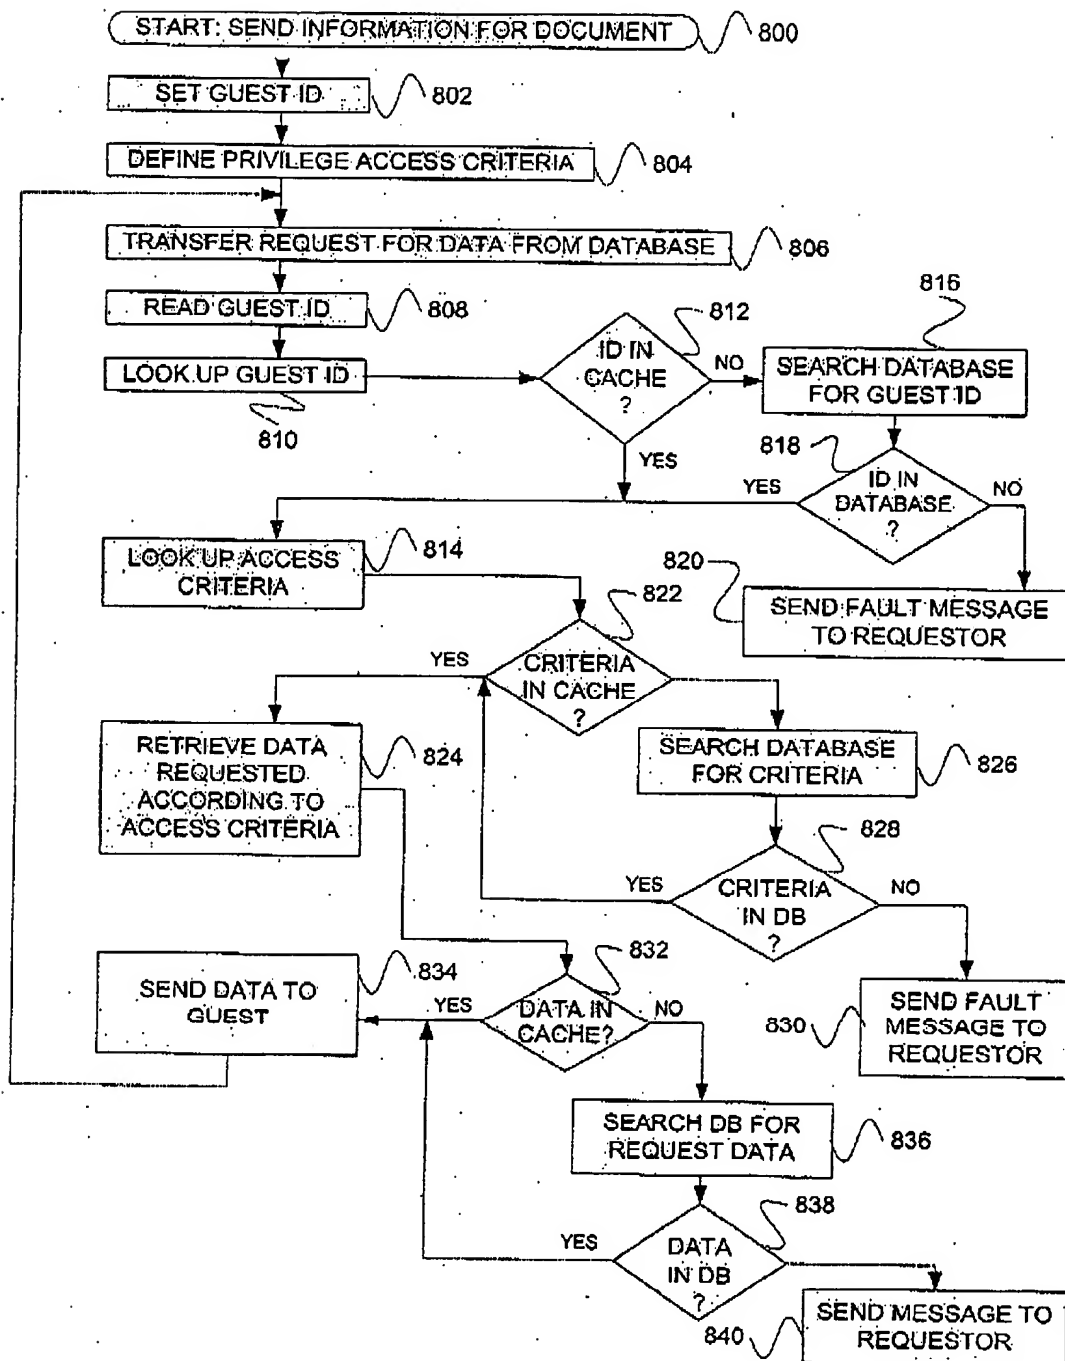 START: SEND INFORMATION FOR DOCUMENT
800
SET GUEST ID
802
DEFINE PRIVILEGE ACCESS CRITERIA
804
TRANSFER REQUEST FOR DATA FROM DATABASE
806
READ GUEST ID
808
LOOK UP GUEST ID
810
ID IN
CACHE
?
812
NO
YES
816
SEARCH DATABASE
FOR GUEST ID
818
ID IN
DATABASE
?
YES
NO
820
SEND FAULT MESSAGE
TO REQUESTOR
LOOK UP ACCESS
CRITERIA
814
822
CRITERIA
IN CACHE
?
YES
RETRIEVE DATA
REQUESTED
ACCORDING TO
ACCESS CRITERIA
824
SEARCH DATABASE
FOR CRITERIA
826
828
CRITERIA
IN DB
?
YES
NO
830
SEND FAULT
MESSAGE TO
REQUESTOR
832
DATA IN
CACHE?
YES
NO
SEND DATA TO
GUEST
834
SEARCH DB FOR
REQUEST DATA
836
838
DATA
IN DB
?
YES
SEND MESSAGE TO
REQUESTOR
840